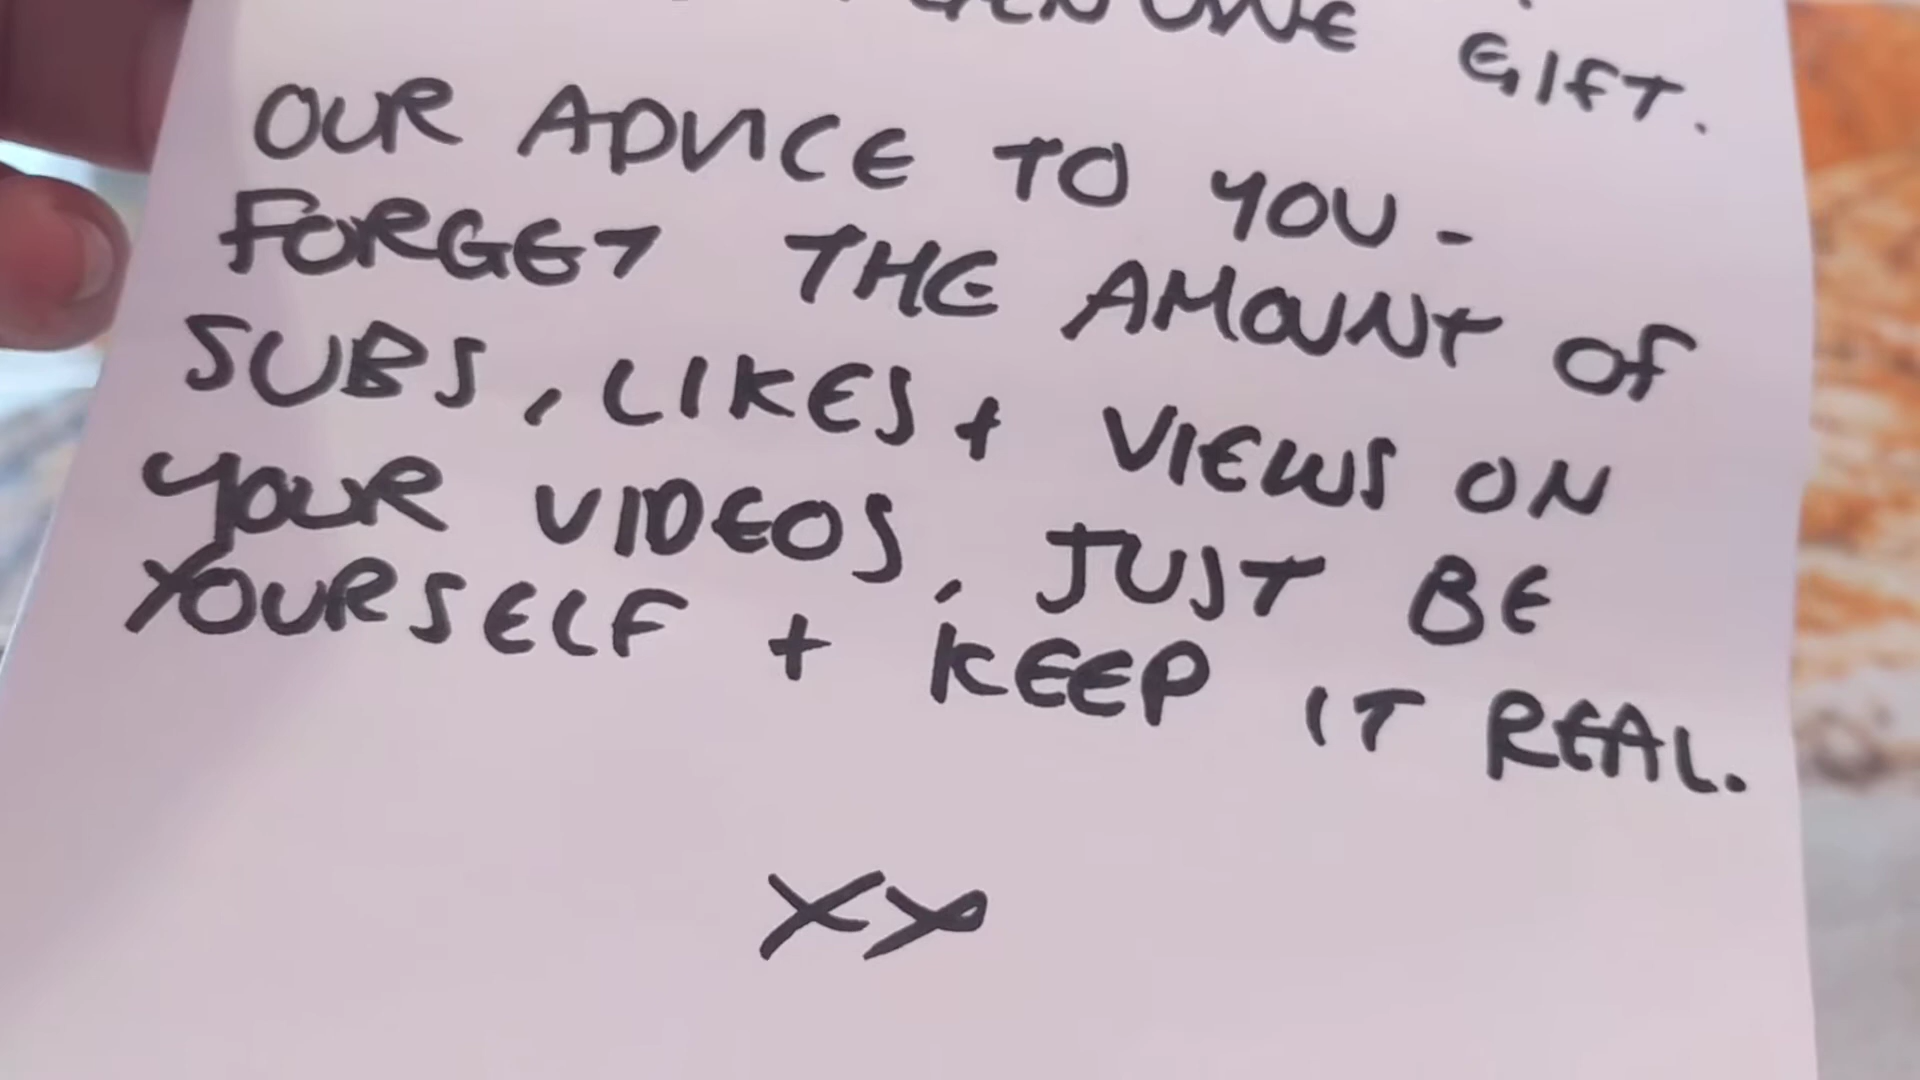 GIFT.
OUR ADVICE TO YOU -
FORGET THE AMOUNT OF
SUBS, LIKES + VIEWS ON
YOUR VIDEOS, JUST BE
YOURSELF + KEEP IT REAL.
XX